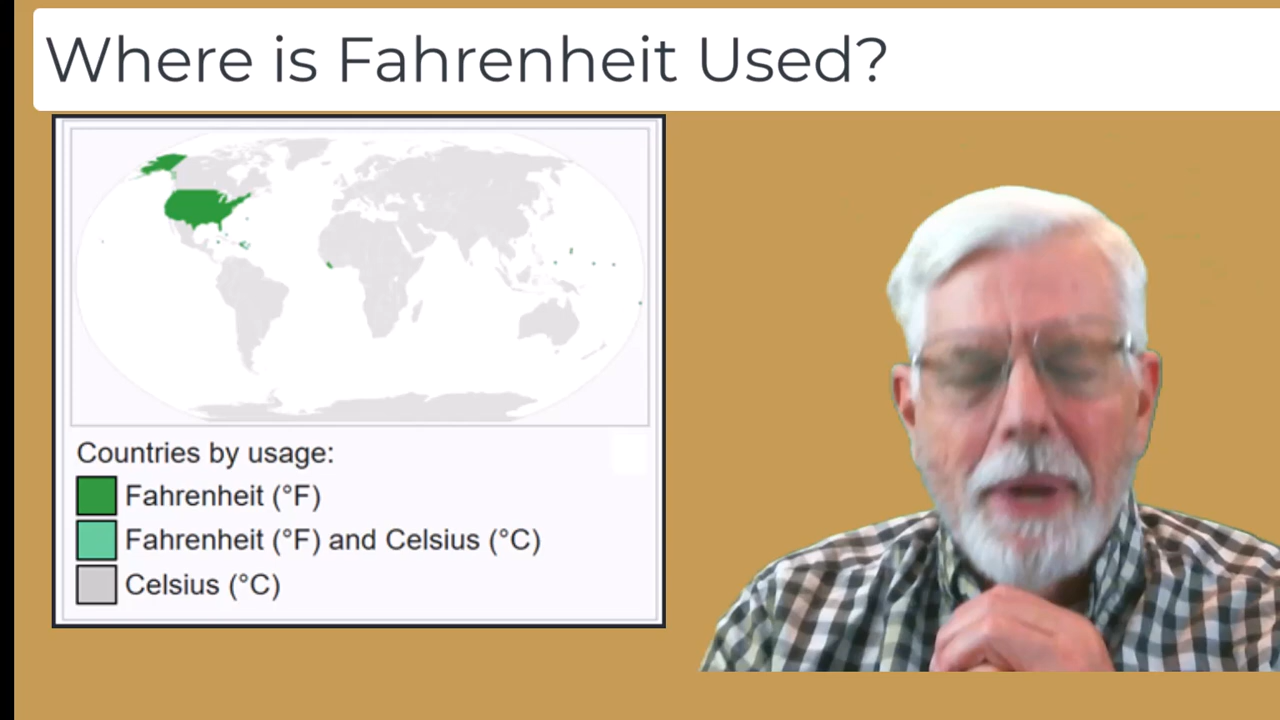 Where is Fahrenheit Used?
Countries by usage:
Fahrenheit (°F)
Fahrenheit (°F) and Celsius (°C)
Celsius (°C)